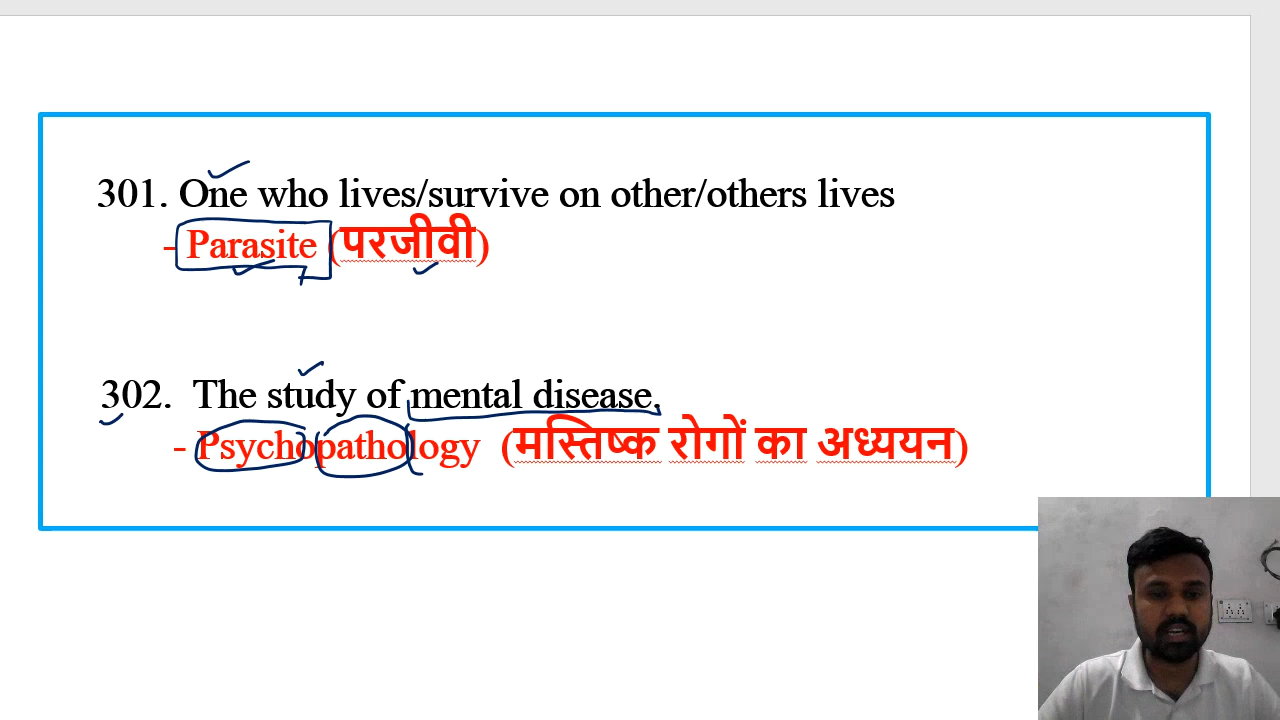 301. One who lives/survive on other/others lives
- Parasite (परजीवी)
302. The study of mental disease.
- Psychopathology (मस्तिष्क रोगों का अध्ययन)